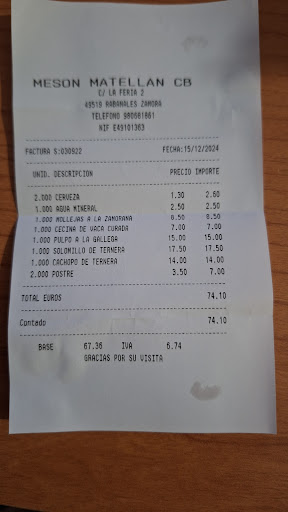 MESON MATELLAN CB
C/ LA FERIA 2
49519 RABANALES ZAMORA
TELEFONO 980681861
NIF E49101363
FACTURA S:030922 FECHA:15/12/2024
UNID. DESCRIPCION PRECIO IMPORTE
2.000 CERVEZA 1.30 2.60
1.000 AGUA MINERAL 2.50 2.50
1.000 MOLLEJAS A LA ZAMORANA 8.50 8.50
1.000 CECINA DE VACA CURADA 7.00 7.00
1.000 PULPO A LA GALLEGA 15.00 15.00
1.000 SOLOMILLO DE TERNERA 17.50 17.50
1.000 CACHOPO DE TERNERA 14.00 14.00
2.000 POSTRE 3.50 7.00
TOTAL EUROS 74.10
Contado 74.10
BASE 67.36 IVA 6.74
GRACIAS POR SU VISITA